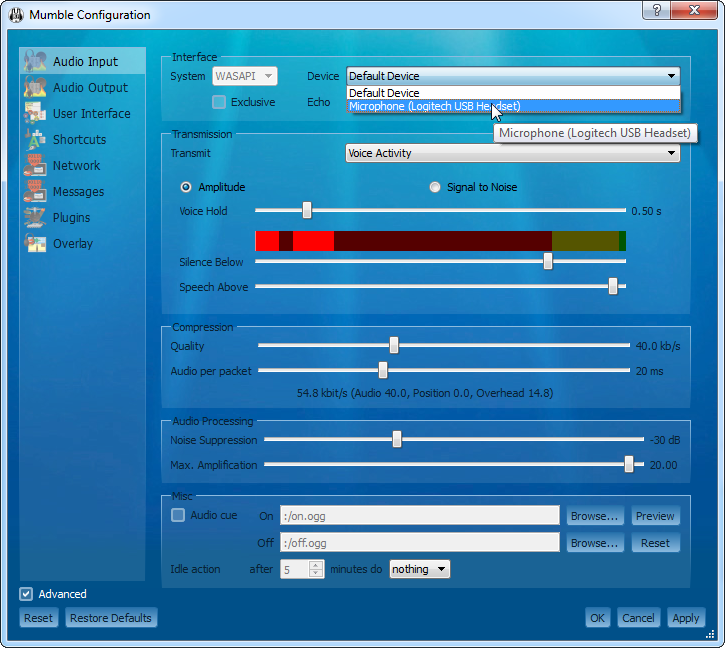 Mumble Configuration
?
Audio Input
Audio Output
User Interface
Shortcuts
Network
Messages
Plugins
Overlay
Interface
System WASAPI Device Default Device
Default Device
Exclusive Echo Microphone (Logitech USB Headset)
Microphone (Logitech USB Headset)
Transmission
Transmit Voice Activity
Amplitude Signal to Noise
Voice Hold 0.50 s
Silence Below
Speech Above
Compression
Quality 40.0 kb/s
Audio per packet 20 ms
54.8 kbit/s (Audio 40.0, Position 0.0, Overhead 14.8)
Audio Processing
Noise Suppression -30 dB
Max. Amplification 20.00
Misc
Audio cue On :/on.ogg Browse... Preview
Off :/off.ogg Browse... Reset
Idle action after 5 minutes do nothing
Advanced
Reset Restore Defaults OK Cancel Apply